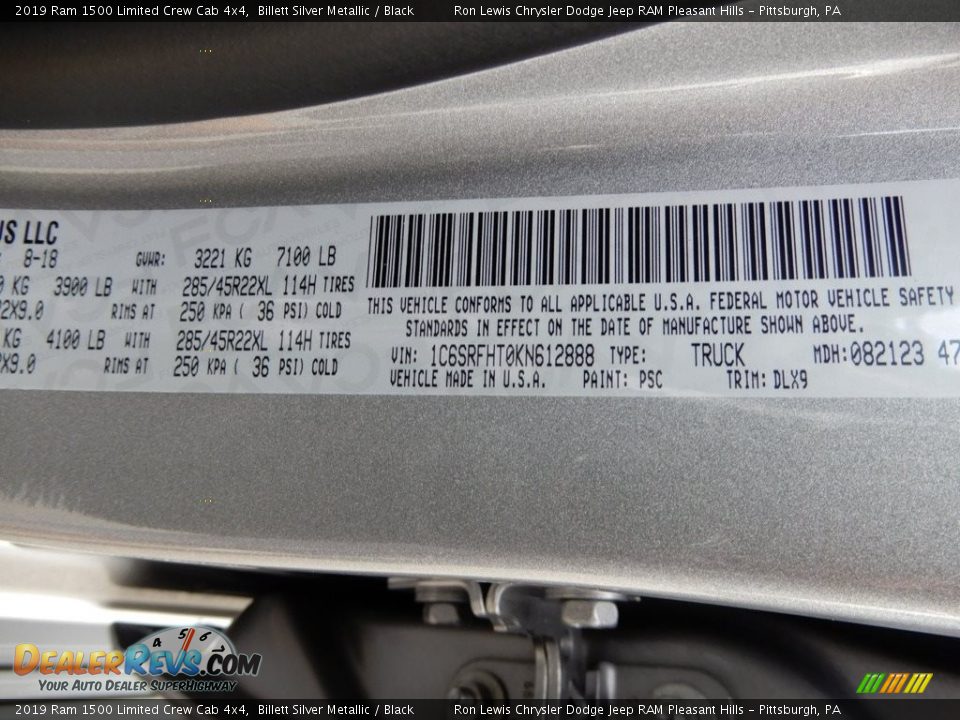 2019 Ram 1500 Limited Crew Cab 4x4, Billett Silver Metallic / Black Ron Lewis Chrysler Dodge Jeep RAM Pleasant Hills - Pittsburgh, PA
US LLC
8-18 GVWR: 3221 KG 7100 LB
KG 3900 LB WITH 285/45R22XL 114H TIRES
2X9.0 RIMS AT 250 KPA ( 36 PSI) COLD
KG 4100 LB WITH 285/45R22XL 114H TIRES
2X9.0 RIMS AT 250 KPA ( 36 PSI) COLD
THIS VEHICLE CONFORMS TO ALL APPLICABLE U.S.A. FEDERAL MOTOR VEHICLE SAFETY
STANDARDS IN EFFECT ON THE DATE OF MANUFACTURE SHOWN ABOVE.
VIN: 1C6SRFHT0KN612888 TYPE: TRUCK MDH:082123 47
VEHICLE MADE IN U.S.A. PAINT: PSC TRIM: DLX9
4 5 6
DealerRevs.com
Your Auto Dealer SuperHighway
2019 Ram 1500 Limited Crew Cab 4x4, Billett Silver Metallic / Black Ron Lewis Chrysler Dodge Jeep RAM Pleasant Hills - Pittsburgh, PA